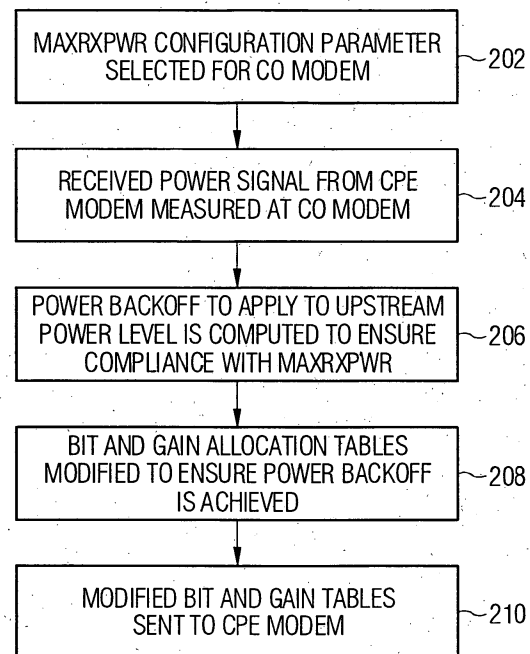 MAXRXPWR CONFIGURATION PARAMETER
SELECTED FOR CO MODEM
202
RECEIVED POWER SIGNAL FROM CPE
MODEM MEASURED AT CO MODEM
204
POWER BACKOFF TO APPLY TO UPSTREAM
POWER LEVEL IS COMPUTED TO ENSURE
COMPLIANCE WITH MAXRXPWR
206
BIT AND GAIN ALLOCATION TABLES
MODIFIED TO ENSURE POWER BACKOFF
IS ACHIEVED
208
MODIFIED BIT AND GAIN TABLES
SENT TO CPE MODEM
210